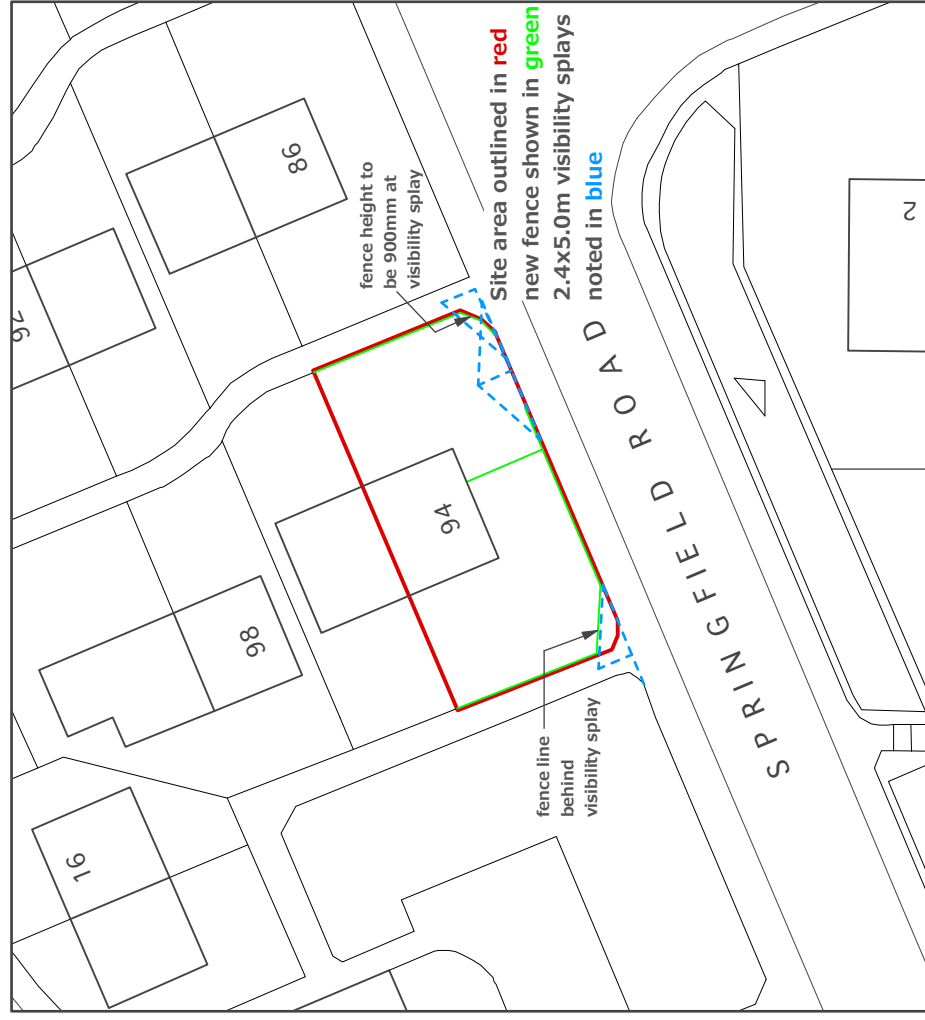 Site area outlined in red
new fence shown in green
2.4x5.0m visibility splays
noted in blue
fence height to
be 900mm at
visibility splay
fence line
behind
visibility splay
SPRINGFIELD ROAD
16
98
94
92
86
2